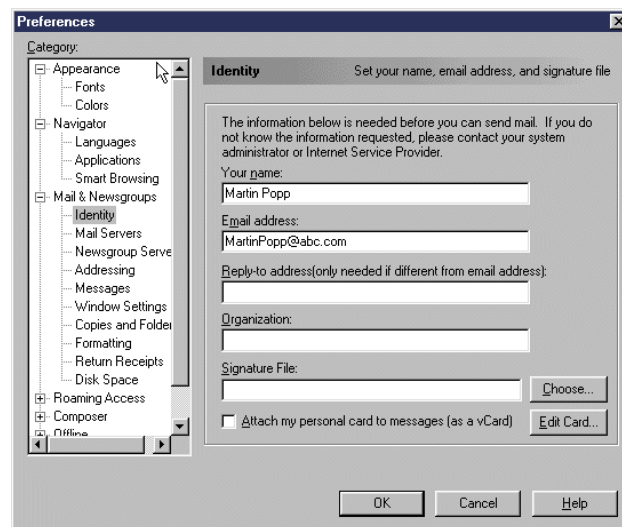 Preferences
Category:
Appearance
Fonts
Colors
Navigator
Languages
Applications
Smart Browsing
Mail & Newsgroups
Identity
Mail Servers
Newsgroup Serve
Addressing
Messages
Window Settings
Copies and Folder
Formatting
Return Receipts
Disk Space
Roaming Access
Composer
Offline
Identity Set your name, email address, and signature file
The information below is needed before you can send mail. If you do
not know the information requested, please contact your system
administrator or Internet Service Provider.
Your name:
Martin Popp
Email address:
MartinPopp@abc.com
Reply-to address(only needed if different from email address):
Organization:
Signature File:
Choose...
Attach my personal card to messages (as a vCard) Edit Card...
OK Cancel Help